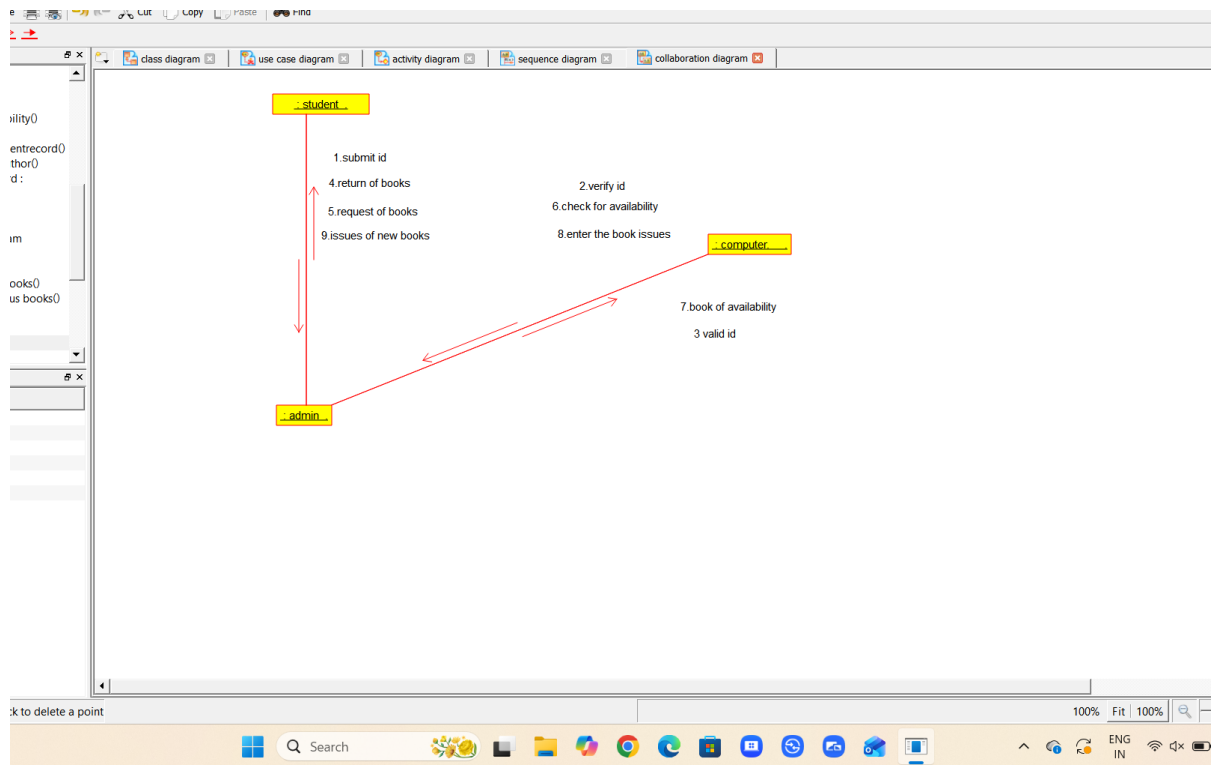 Cut Copy Paste Find
class diagram use case diagram activity diagram sequence diagram collaboration diagram
bility()
entrecord()
thor()
rd :
am
ooks()
us books()
: student
1.submit id
4.return of books
5.request of books
9.issues of new books
2.verify id
6.check for availability
8.enter the book issues
: computer
7.book of availability
3 valid id
: admin
k to delete a point
100% Fit 100%
Search
ENG
IN